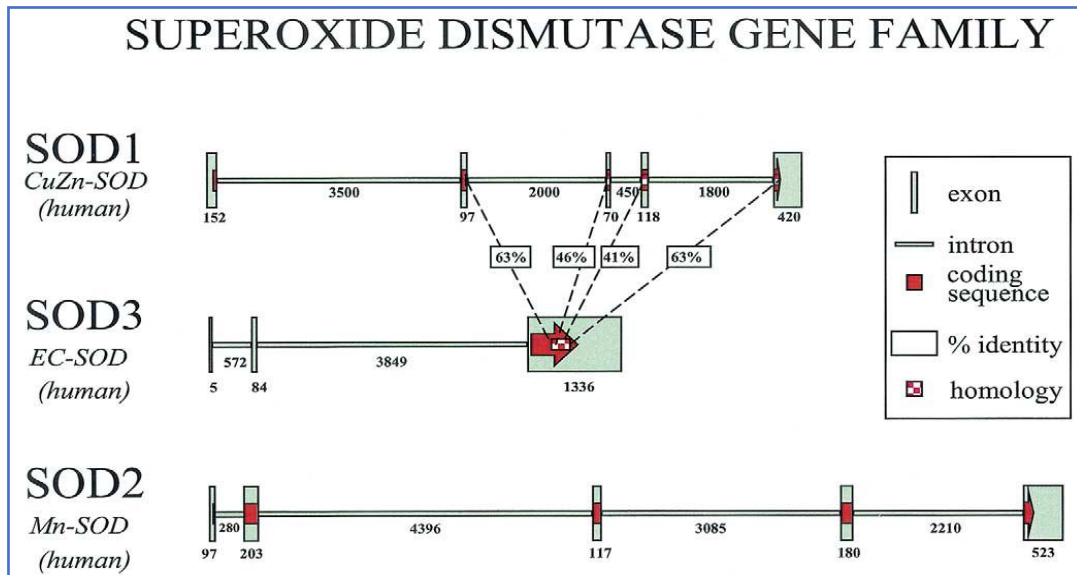 SUPEROXIDE DISMUTASE GENE FAMILY
SOD1
CuZn-SOD
(human)
3500
2000
450
1800
152
97
70
118
420
63%
46%
41%
63%
SOD3
EC-SOD
(human)
572
3849
5
84
1336
SOD2
Mn-SOD
(human)
280
4396
3085
2210
97
203
117
180
523
exon
intron
coding
sequence
% identity
homology